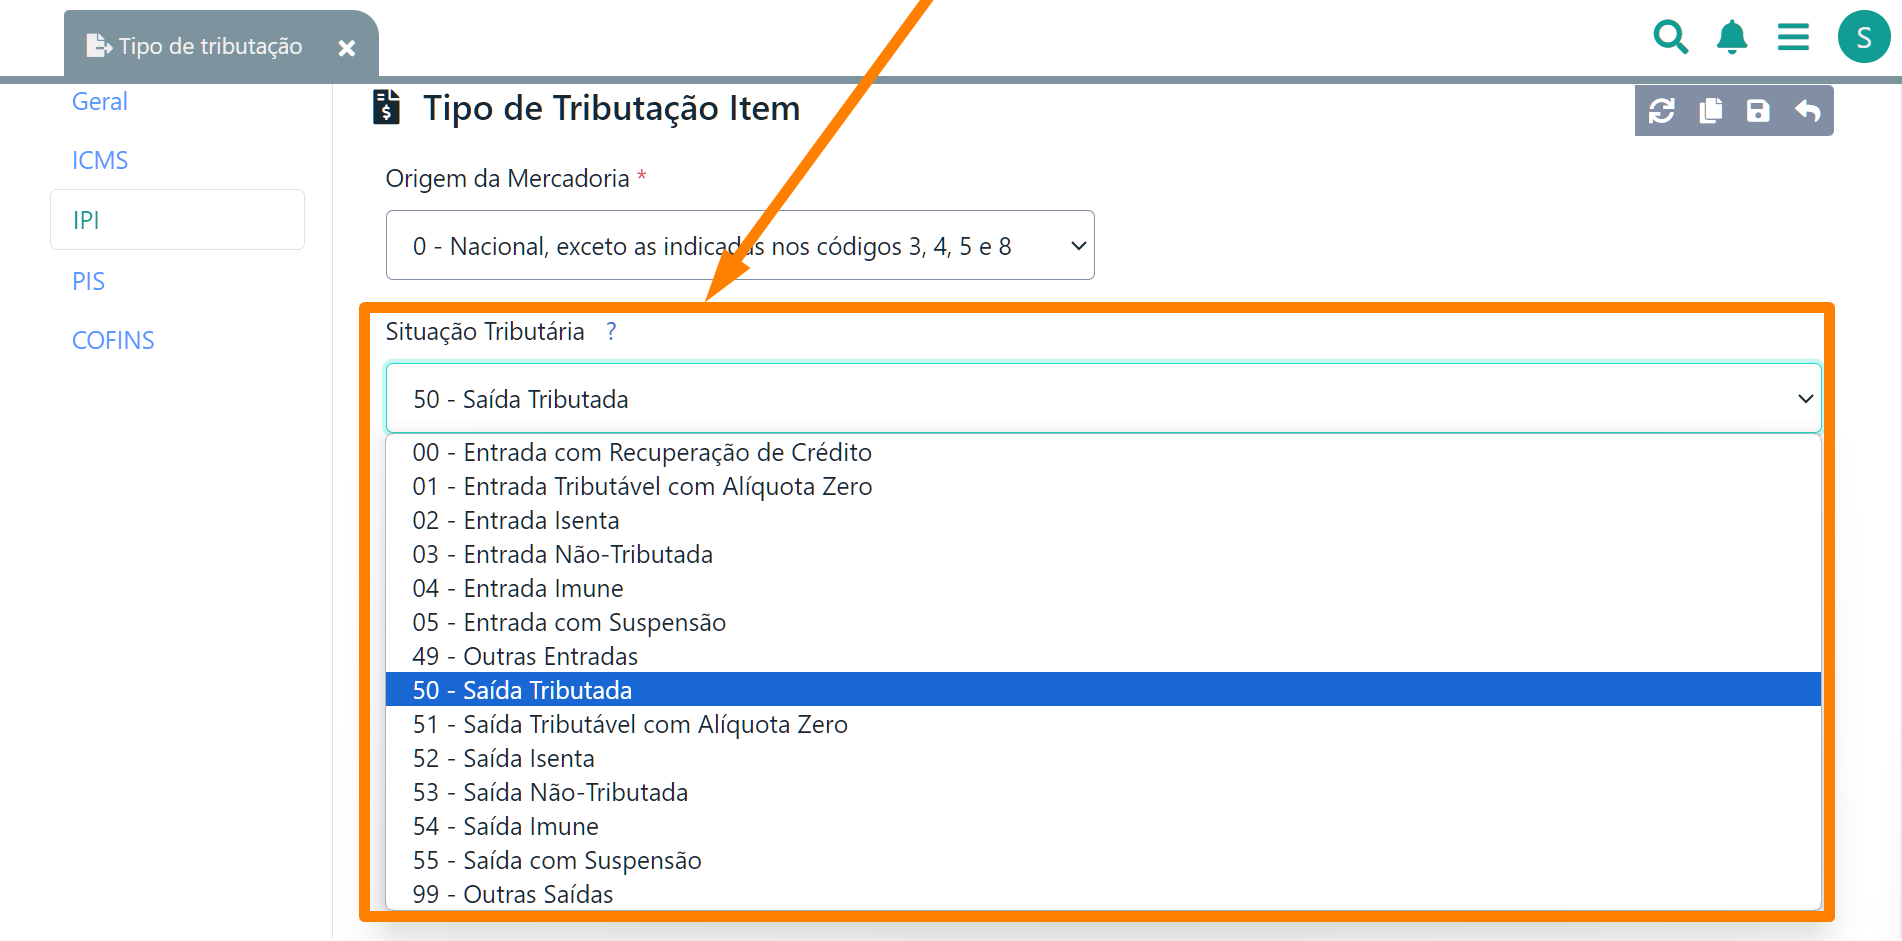 Tipo de tributação
S
Geral
ICMS
IPI
PIS
COFINS
Tipo de Tributação Item
Origem da Mercadoria *
0 - Nacional, exceto as indicadas nos códigos 3, 4, 5 e 8
Situação Tributária ?
50 - Saída Tributada
00 - Entrada com Recuperação de Crédito
01 - Entrada Tributável com Alíquota Zero
02 - Entrada Isenta
03 - Entrada Não-Tributada
04 - Entrada Imune
05 - Entrada com Suspensão
49 - Outras Entradas
50 - Saída Tributada
51 - Saída Tributável com Alíquota Zero
52 - Saída Isenta
53 - Saída Não-Tributada
54 - Saída Imune
55 - Saída com Suspensão
99 - Outras Saídas